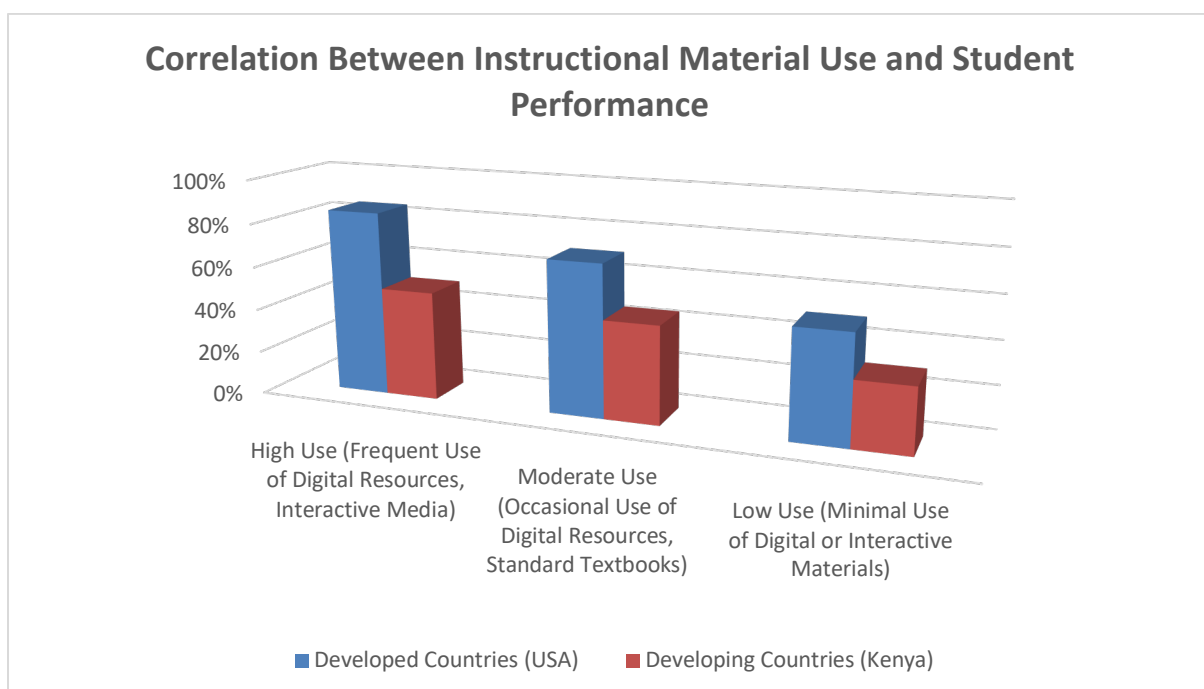 Correlation Between Instructional Material Use and Student
Performance
100%
80%
60%
40%
20%
0%
High Use (Frequent Use
of Digital Resources,
Interactive Media)
Moderate Use
(Occasional Use of
Digital Resources,
Standard Textbooks)
Low Use (Minimal Use
of Digital or Interactive
Materials)
Developed Countries (USA)
Developing Countries (Kenya)